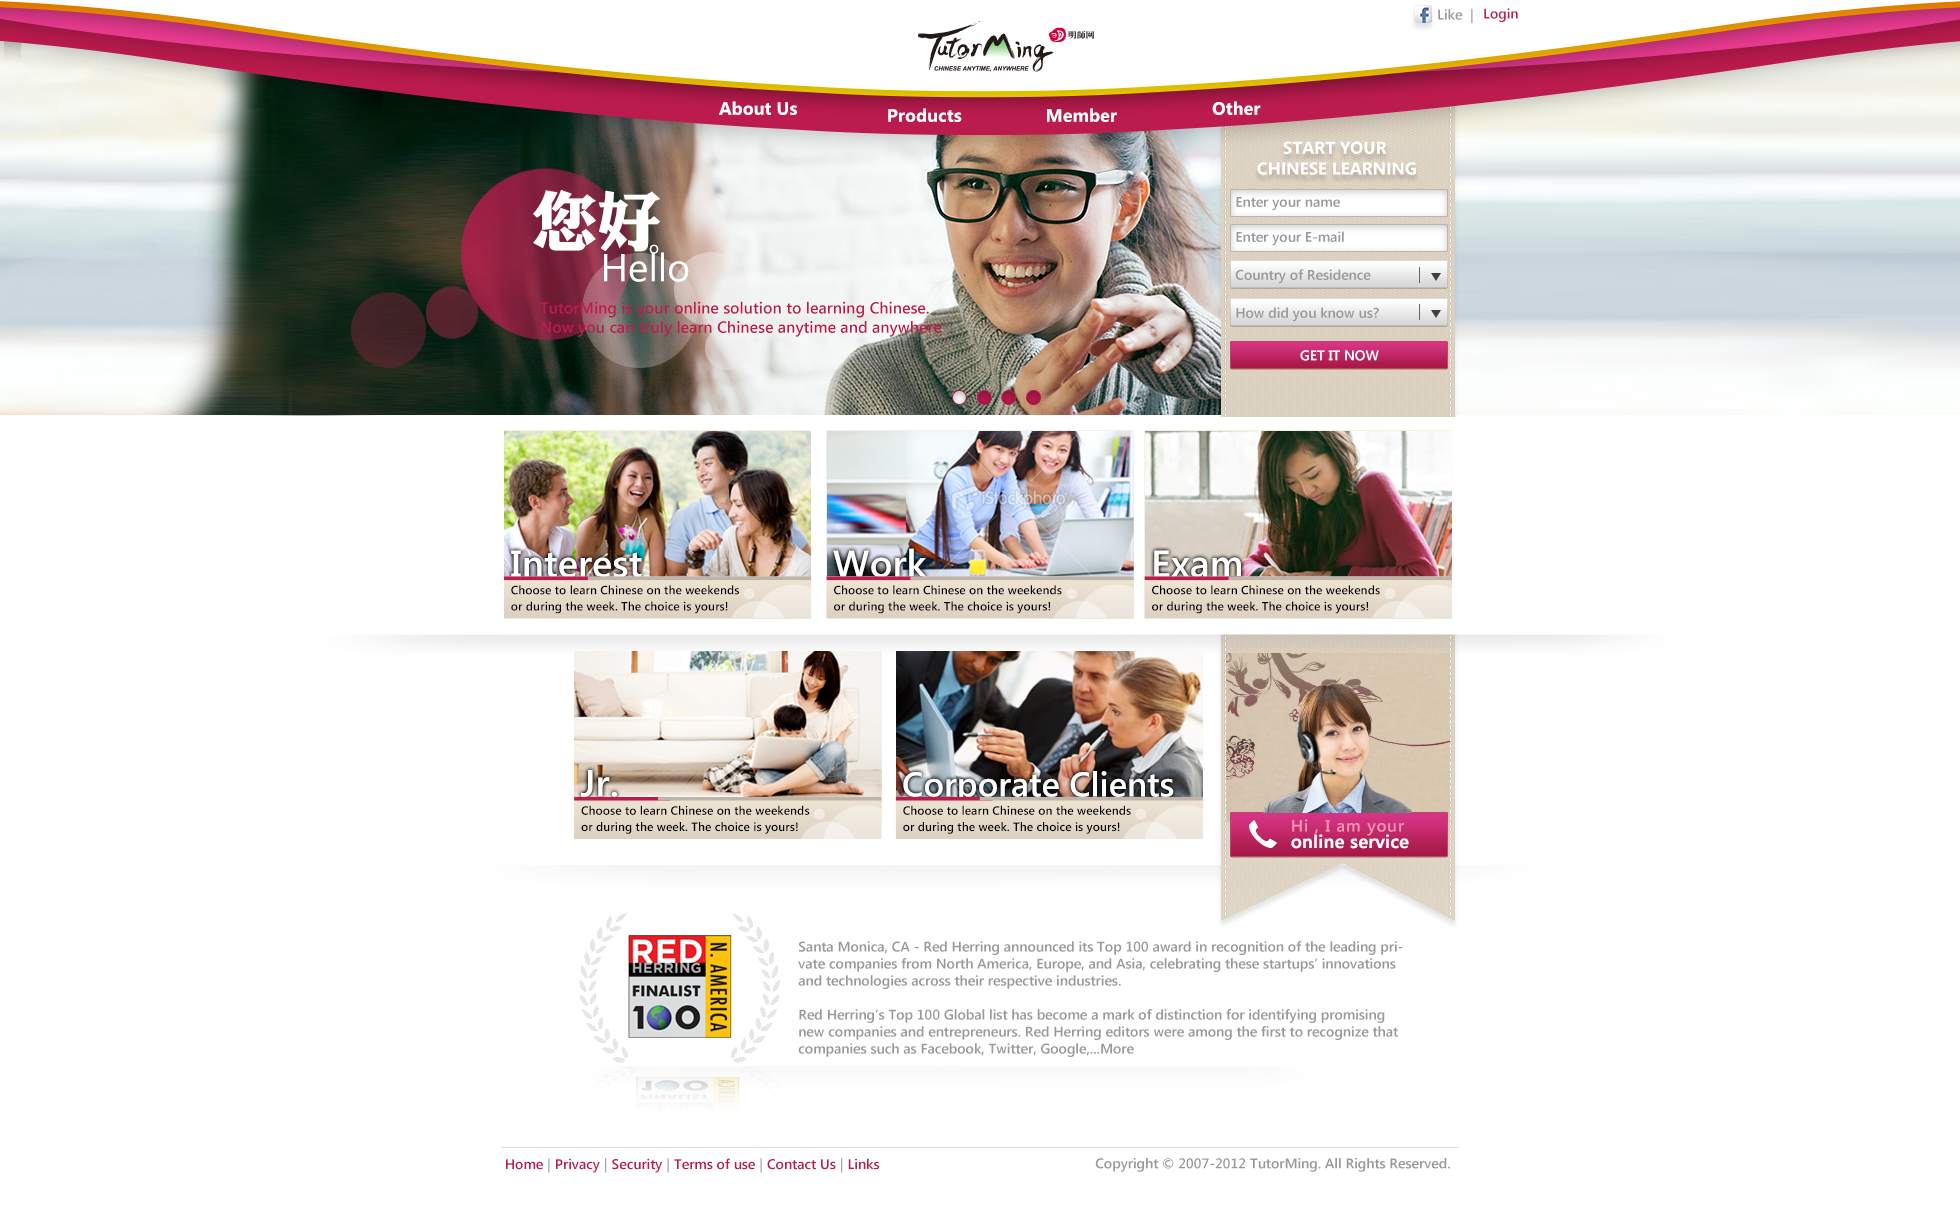 Like | Login
TutorMing 明師网
CHINESE ANYTIME, ANYWHERE
About Us
Products
Member
Other
START YOUR
CHINESE LEARNING
Enter your name
Enter your E-mail
Country of Residence
How did you know us?
GET IT NOW
您好。
Hello
TutorMing is your online solution to learning Chinese.
Now you can truly learn Chinese anytime and anywhere
iStockphoto
Interest
Choose to learn Chinese on the weekends
or during the week. The choice is yours!
Work
Choose to learn Chinese on the weekends
or during the week. The choice is yours!
Exam
Choose to learn Chinese on the weekends
or during the week. The choice is yours!
Jr.
Choose to learn Chinese on the weekends
or during the week. The choice is yours!
Corporate Clients
Choose to learn Chinese on the weekends
or during the week. The choice is yours!
Hi , I am your
online service
RED
HERRING
FINALIST
100
N. AMERICA
Santa Monica, CA - Red Herring announced its Top 100 award in recognition of the leading pri-
vate companies from North America, Europe, and Asia, celebrating these startups’ innovations
and technologies across their respective industries.
Red Herring’s Top 100 Global list has become a mark of distinction for identifying promising
new companies and entrepreneurs. Red Herring editors were among the first to recognize that
companies such as Facebook, Twitter, Google,...More
Home | Privacy | Security | Terms of use | Contact Us | Links
Copyright © 2007-2012 TutorMing. All Rights Reserved.